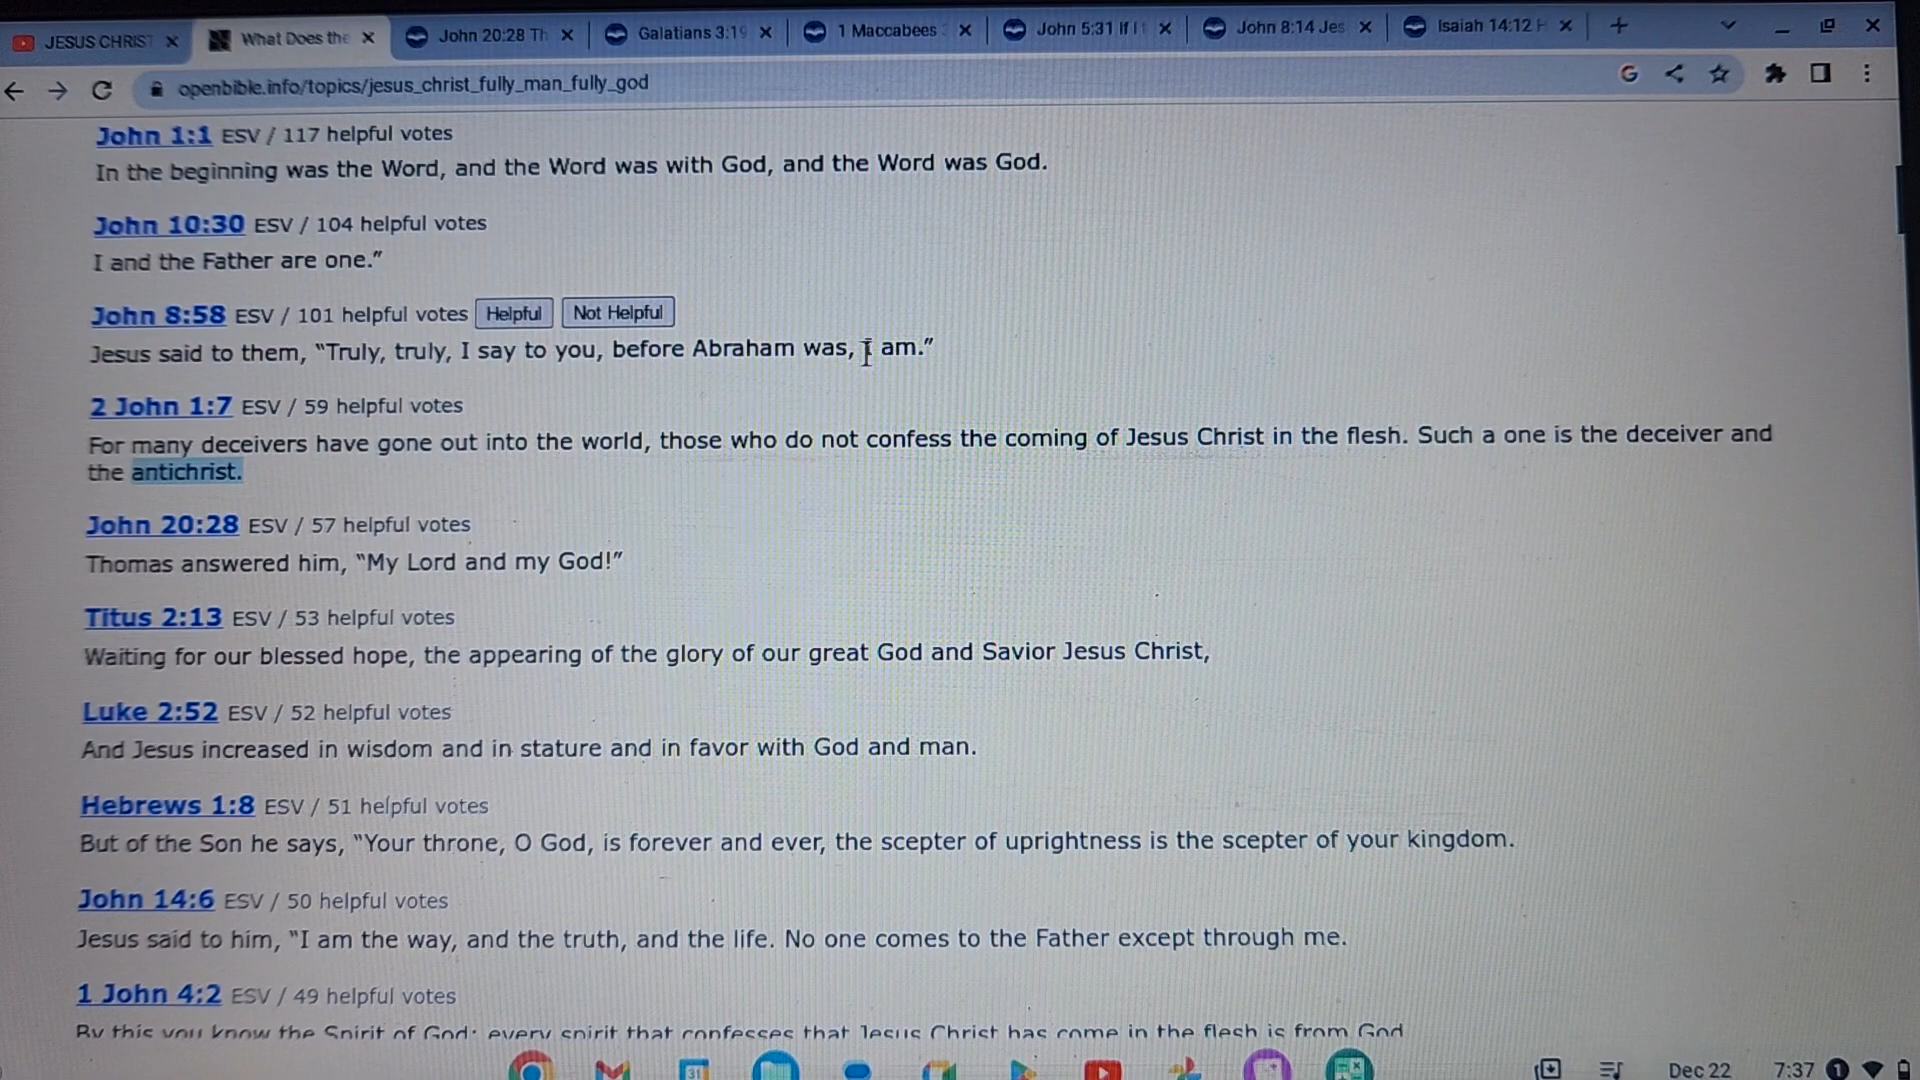 JESUS CHRIST
What Does the
John 20:28 Th
Galatians 3:19
1 Maccabees
John 5:31 If I
John 8:14 Jes
Isaiah 14:12
openbible.info/topics/jesus_christ_fully_man_fully_god
John 1:1 ESV / 117 helpful votes
In the beginning was the Word, and the Word was with God, and the Word was God.
John 10:30 ESV / 104 helpful votes
I and the Father are one.”
John 8:58 ESV / 101 helpful votes Helpful Not Helpful
Jesus said to them, “Truly, truly, I say to you, before Abraham was, I am.”
2 John 1:7 ESV / 59 helpful votes
For many deceivers have gone out into the world, those who do not confess the coming of Jesus Christ in the flesh. Such a one is the deceiver and
the antichrist.
John 20:28 ESV / 57 helpful votes
Thomas answered him, “My Lord and my God!”
Titus 2:13 ESV / 53 helpful votes
Waiting for our blessed hope, the appearing of the glory of our great God and Savior Jesus Christ,
Luke 2:52 ESV / 52 helpful votes
And Jesus increased in wisdom and in stature and in favor with God and man.
Hebrews 1:8 ESV / 51 helpful votes
But of the Son he says, “Your throne, O God, is forever and ever, the scepter of uprightness is the scepter of your kingdom.
John 14:6 ESV / 50 helpful votes
Jesus said to him, “I am the way, and the truth, and the life. No one comes to the Father except through me.
1 John 4:2 ESV / 49 helpful votes
By this you know the Spirit of God: every spirit that confesses that Jesus Christ has come in the flesh is from God
31
Dec 22 7:37 1